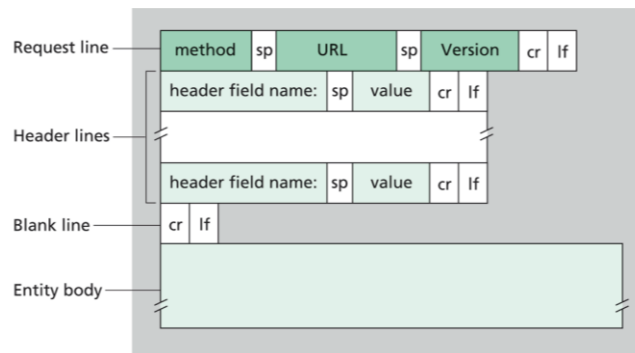 Request line method sp URL sp Version cr lf
header field name: sp value cr lf
Header lines
header field name: sp value cr lf
Blank line cr lf
Entity body